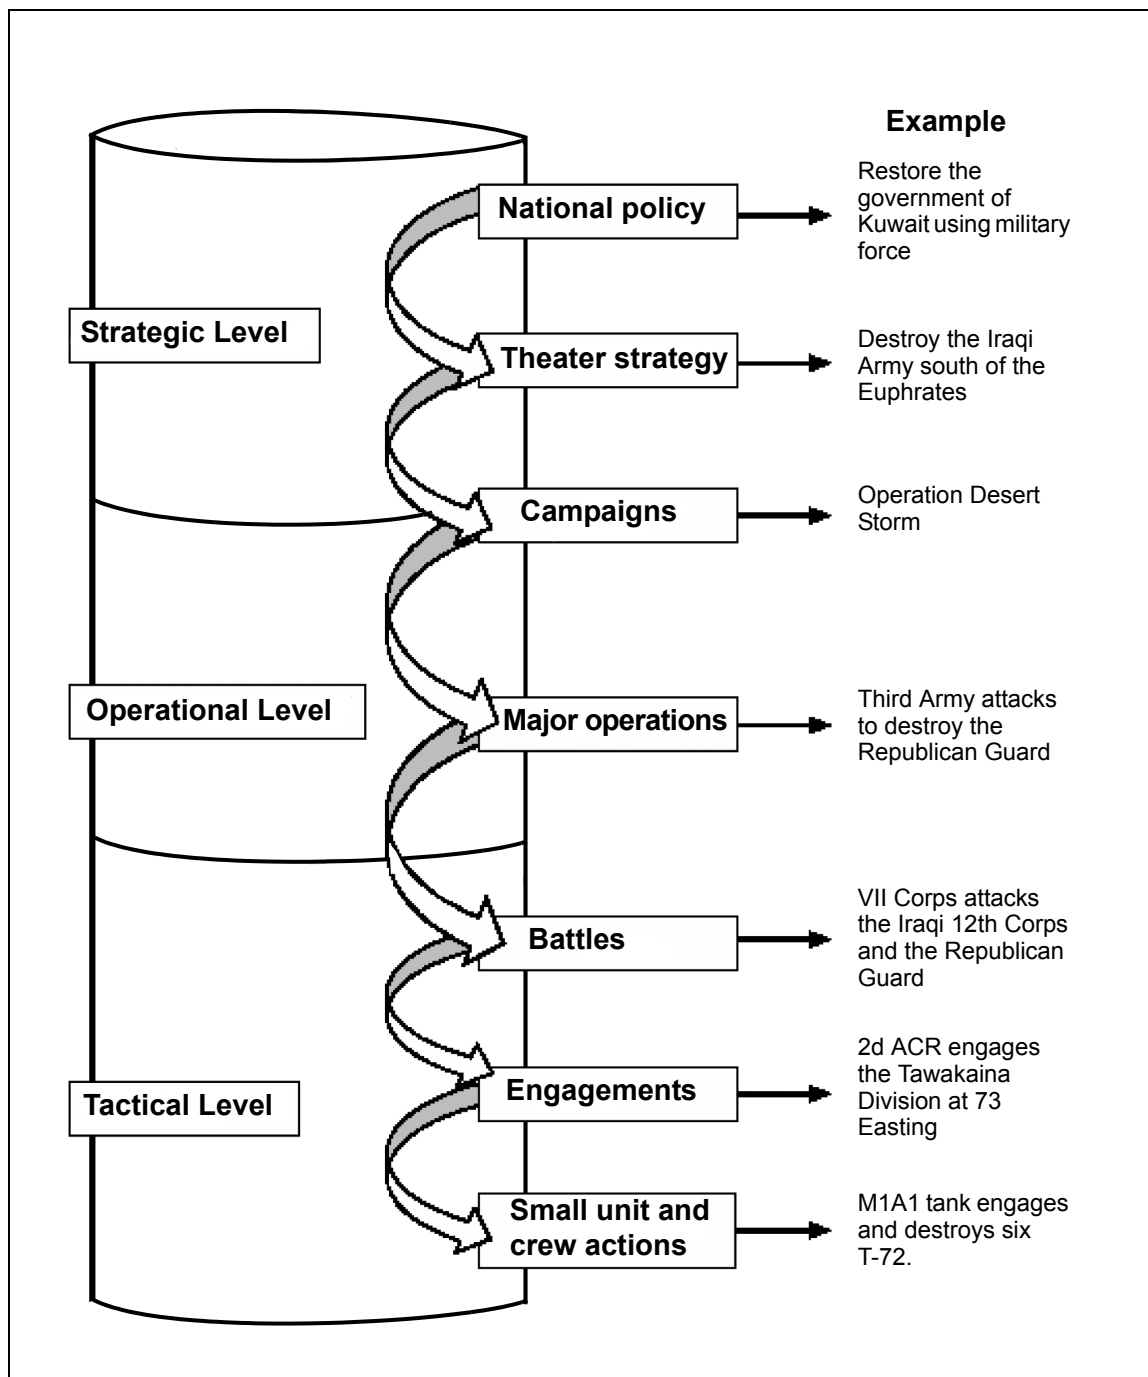 Example
National policy
Restore the
government of
Kuwait using military
force
Strategic Level
Theater strategy
Destroy the Iraqi
Army south of the
Euphrates
Campaigns
Operation Desert
Storm
Operational Level
Major operations
Third Army attacks
to destroy the
Republican Guard
Battles
VII Corps attacks
the Iraqi 12th Corps
and the Republican
Guard
Tactical Level
Engagements
2d ACR engages
the Tawakaina
Division at 73
Easting
Small unit and
crew actions
M1A1 tank engages
and destroys six
T-72.